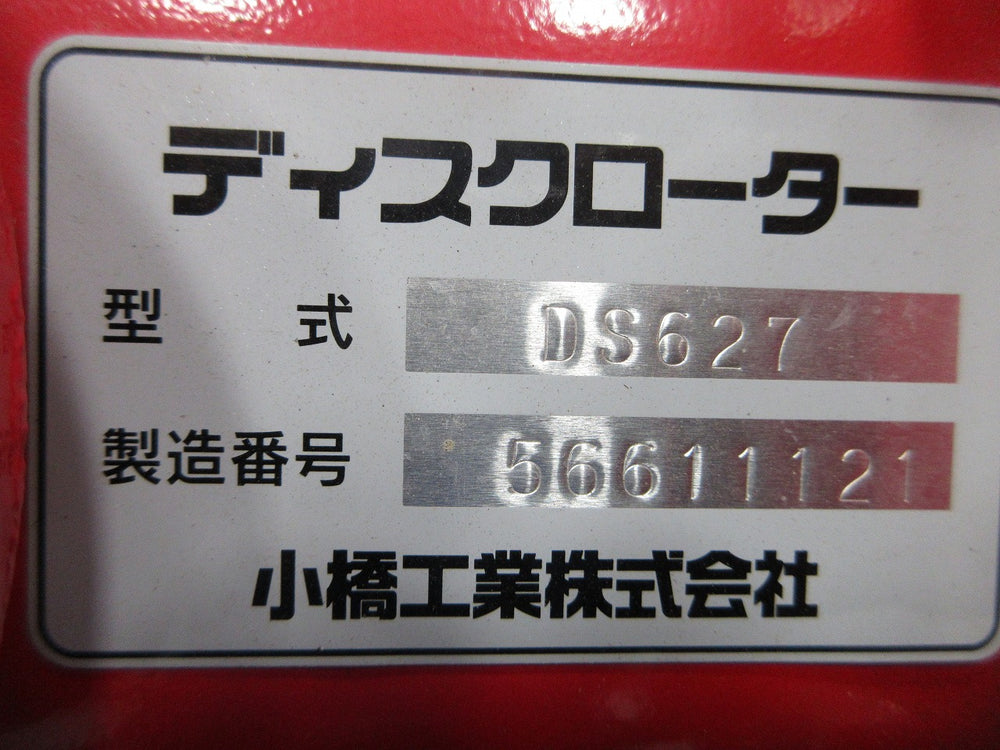 ディスクローター
型式 DS627
製造番号 56611121
小橋工業株式会社